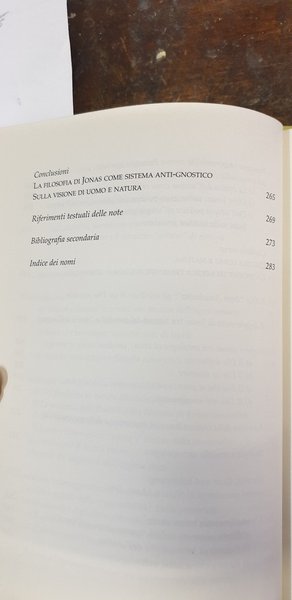 Conclusioni
LA FILOSOFIA DI JONAS COME SISTEMA ANTI-GNOSTICO
SULLA VISIONE DI UOMO E NATURA 265
Riferimenti testuali delle note 269
Bibliografia secondaria 273
Indice dei nomi 283